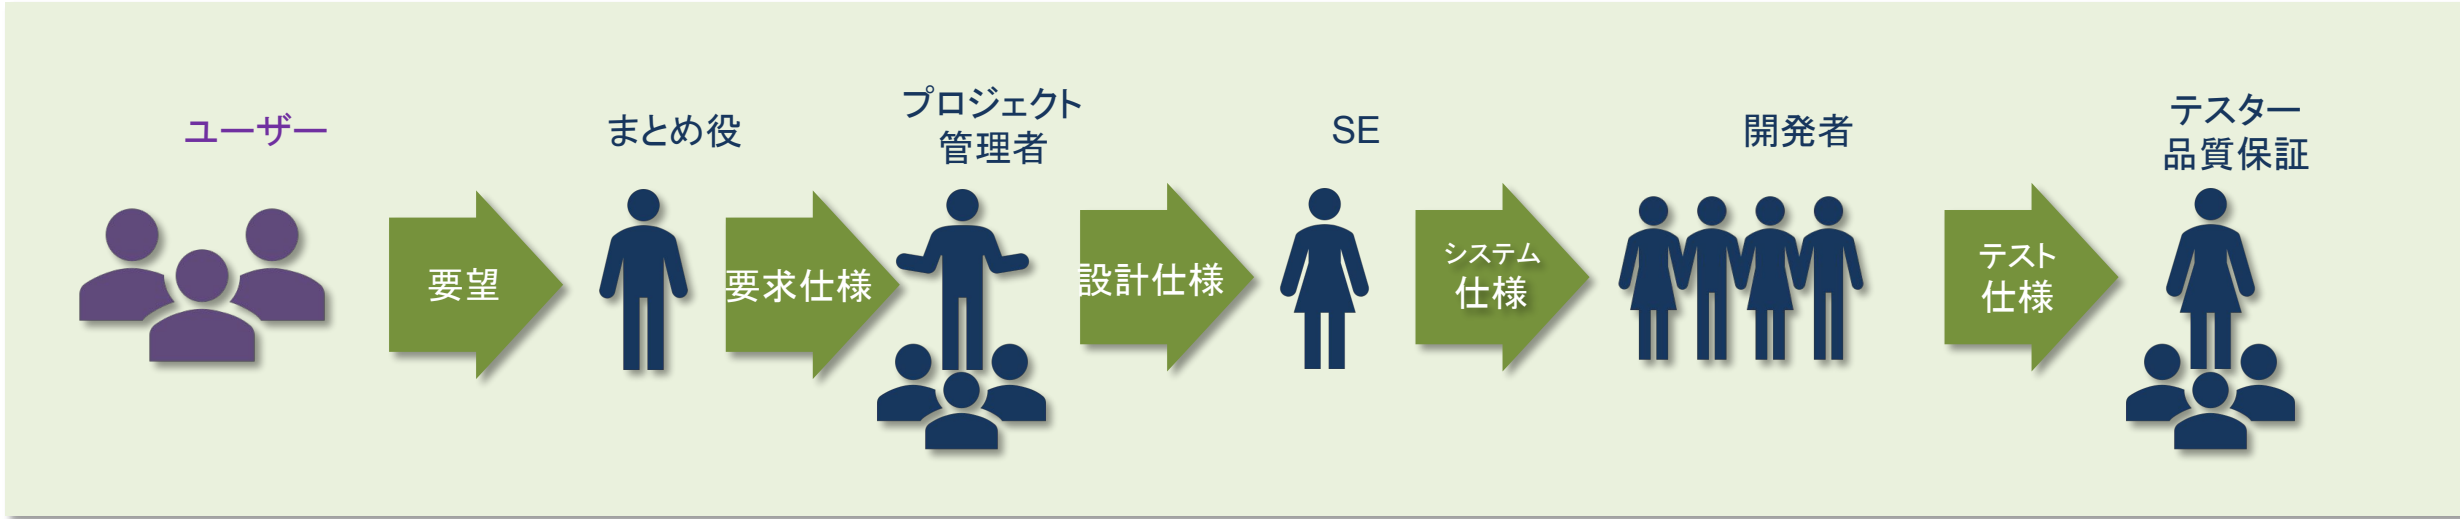 ユーザー
要望
まとめ役
要求仕様
プロジェクト
管理者
設計仕様
SE
システム
仕様
開発者
テスト
仕様
テスター
品質保証